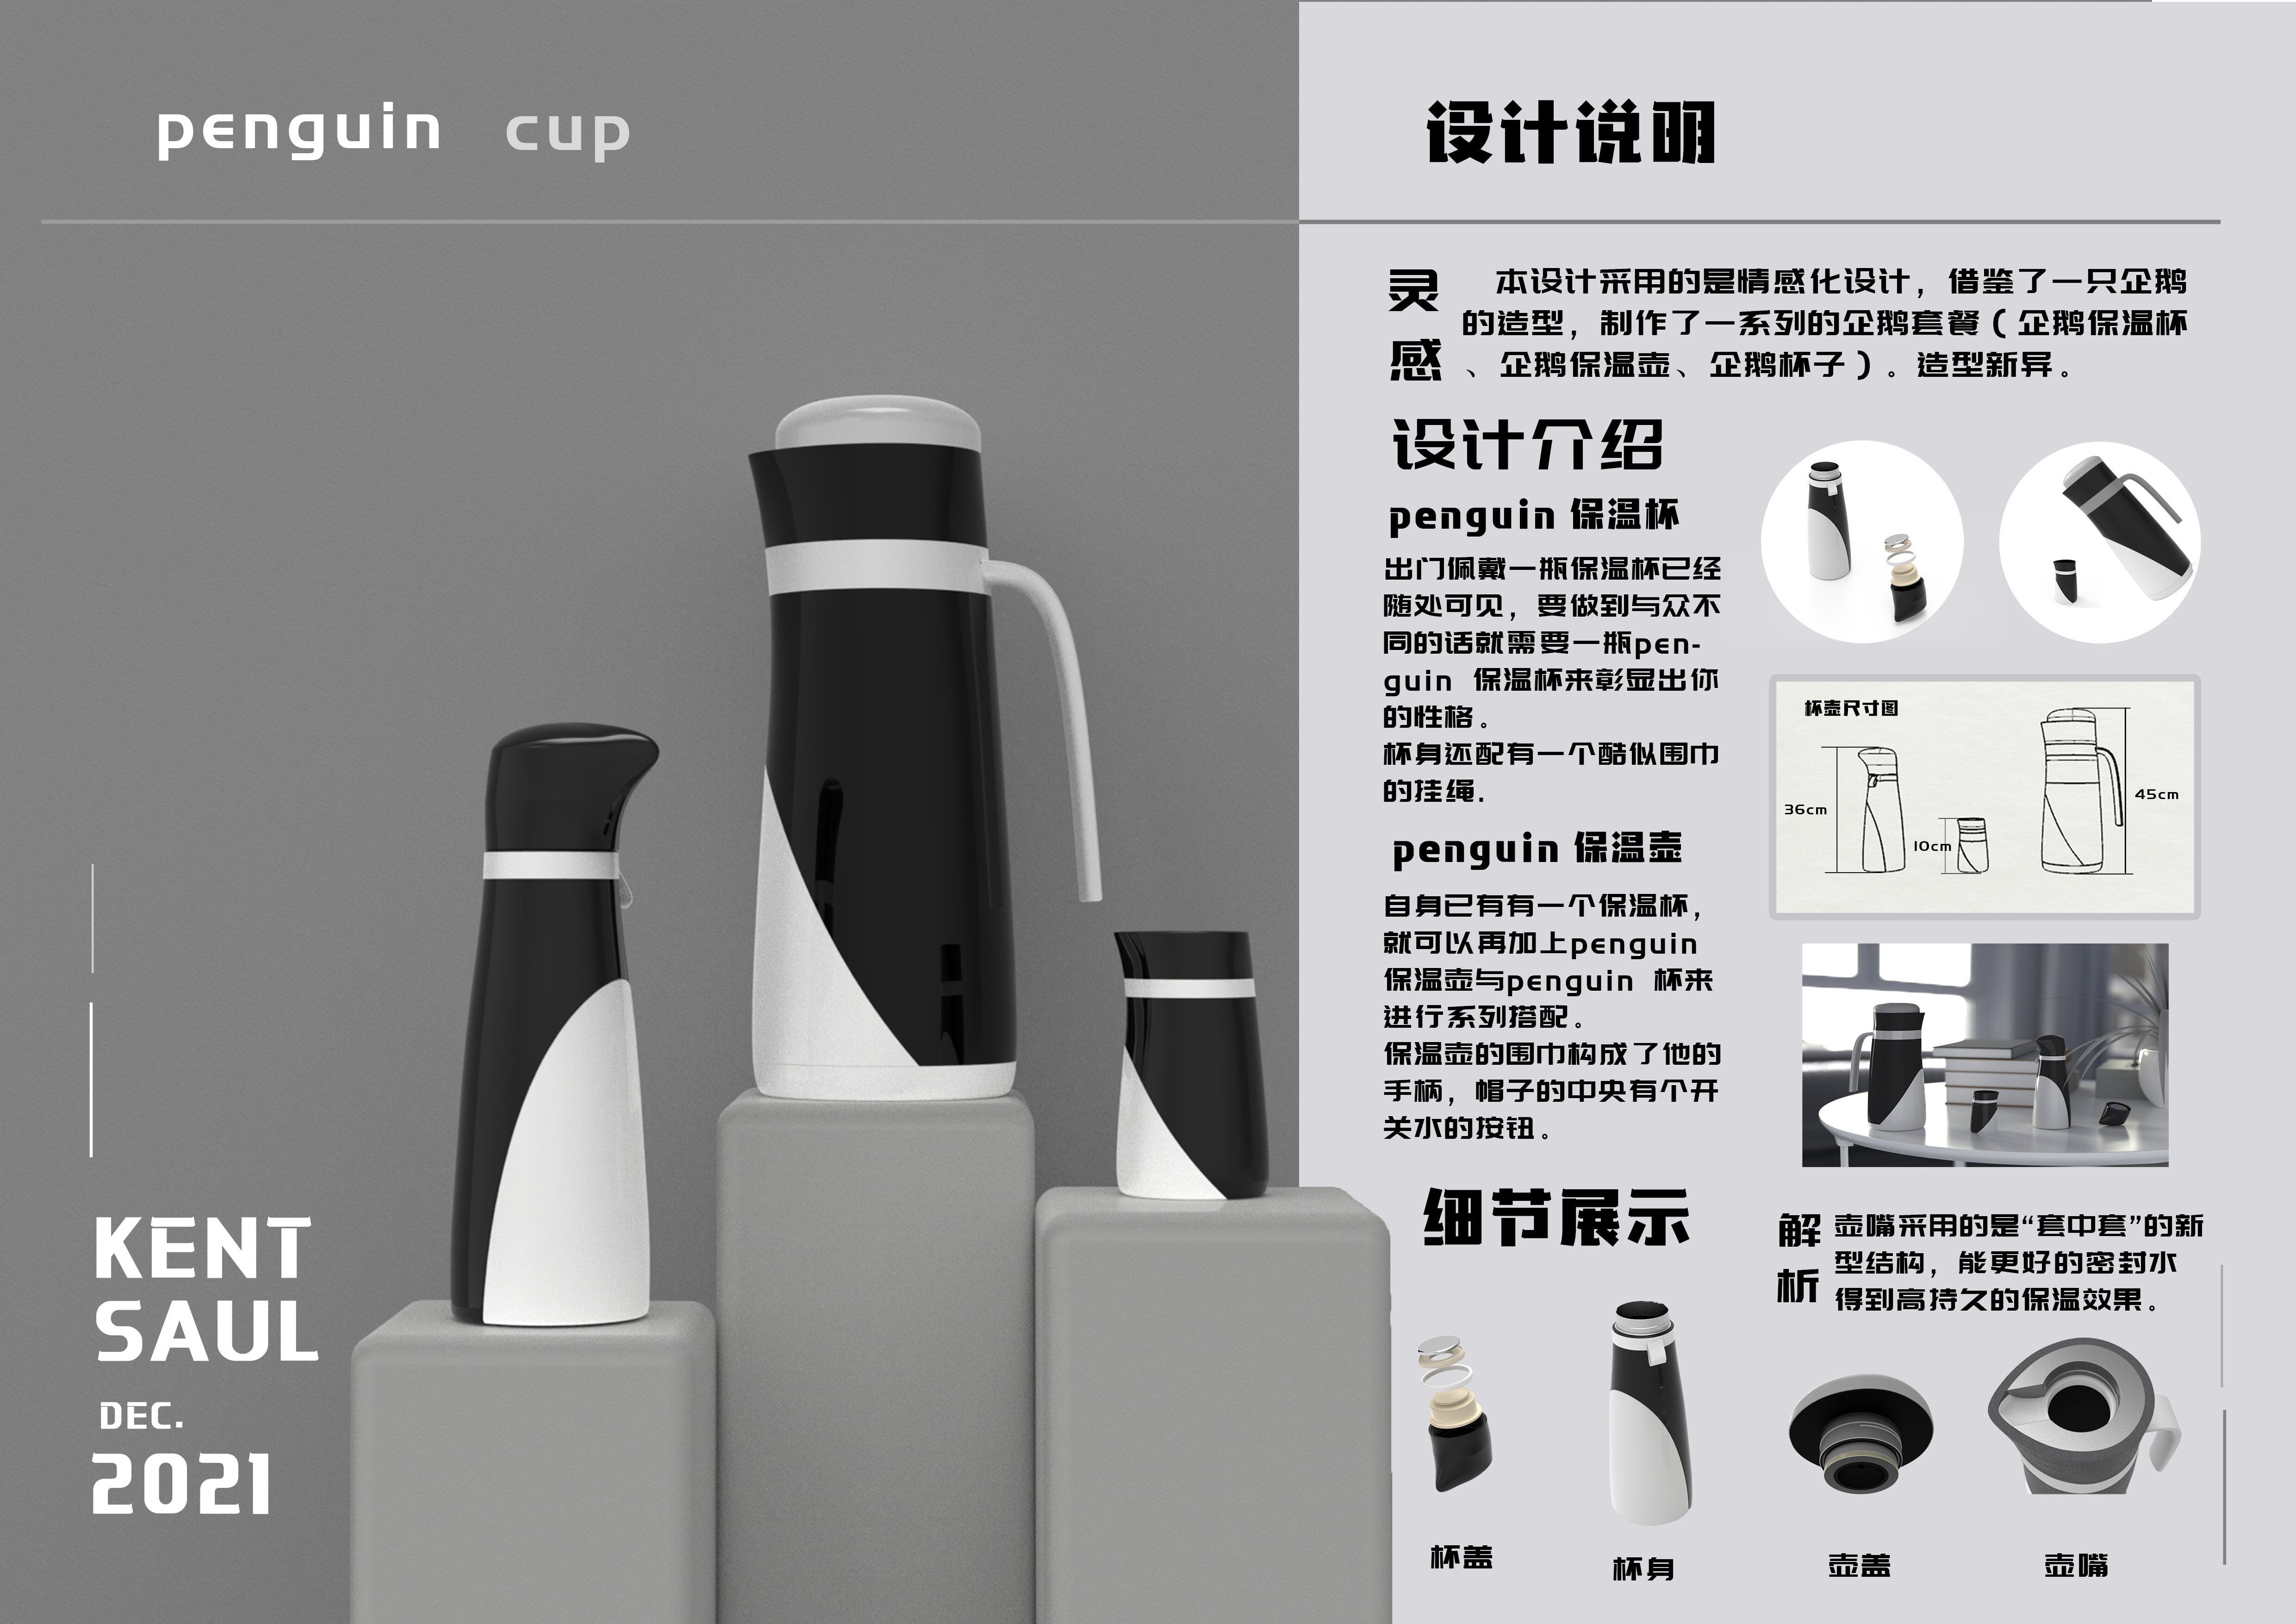 penguin cup
KENT
SAUL
DEC.
2021
设计说明
灵感
本设计采用的是情感化设计，借鉴了一只企鹅
的造型，制作了一系列的企鹅套餐（企鹅保温杯
、企鹅保温壶、企鹅杯子）。造型新异。
设计介绍
penguin 保温杯
出门佩戴一瓶保温杯已经
随处可见，要做到与众不
同的话就需要一瓶pen-
guin 保温杯来彰显出你
的性格。
杯身还配有一个酷似围巾
的挂绳.
penguin 保温壶
自身已有有一个保温杯，
就可以再加上penguin
保温壶与penguin 杯来
进行系列搭配。
保温壶的围巾构成了他的
手柄，帽子的中央有个开
关水的按钮。
杯壶尺寸图
36cm
10cm
45cm
细节展示
解析
壶嘴采用的是“套中套”的新
型结构，能更好的密封水
得到高持久的保温效果。
杯盖
杯身
壶盖
壶嘴